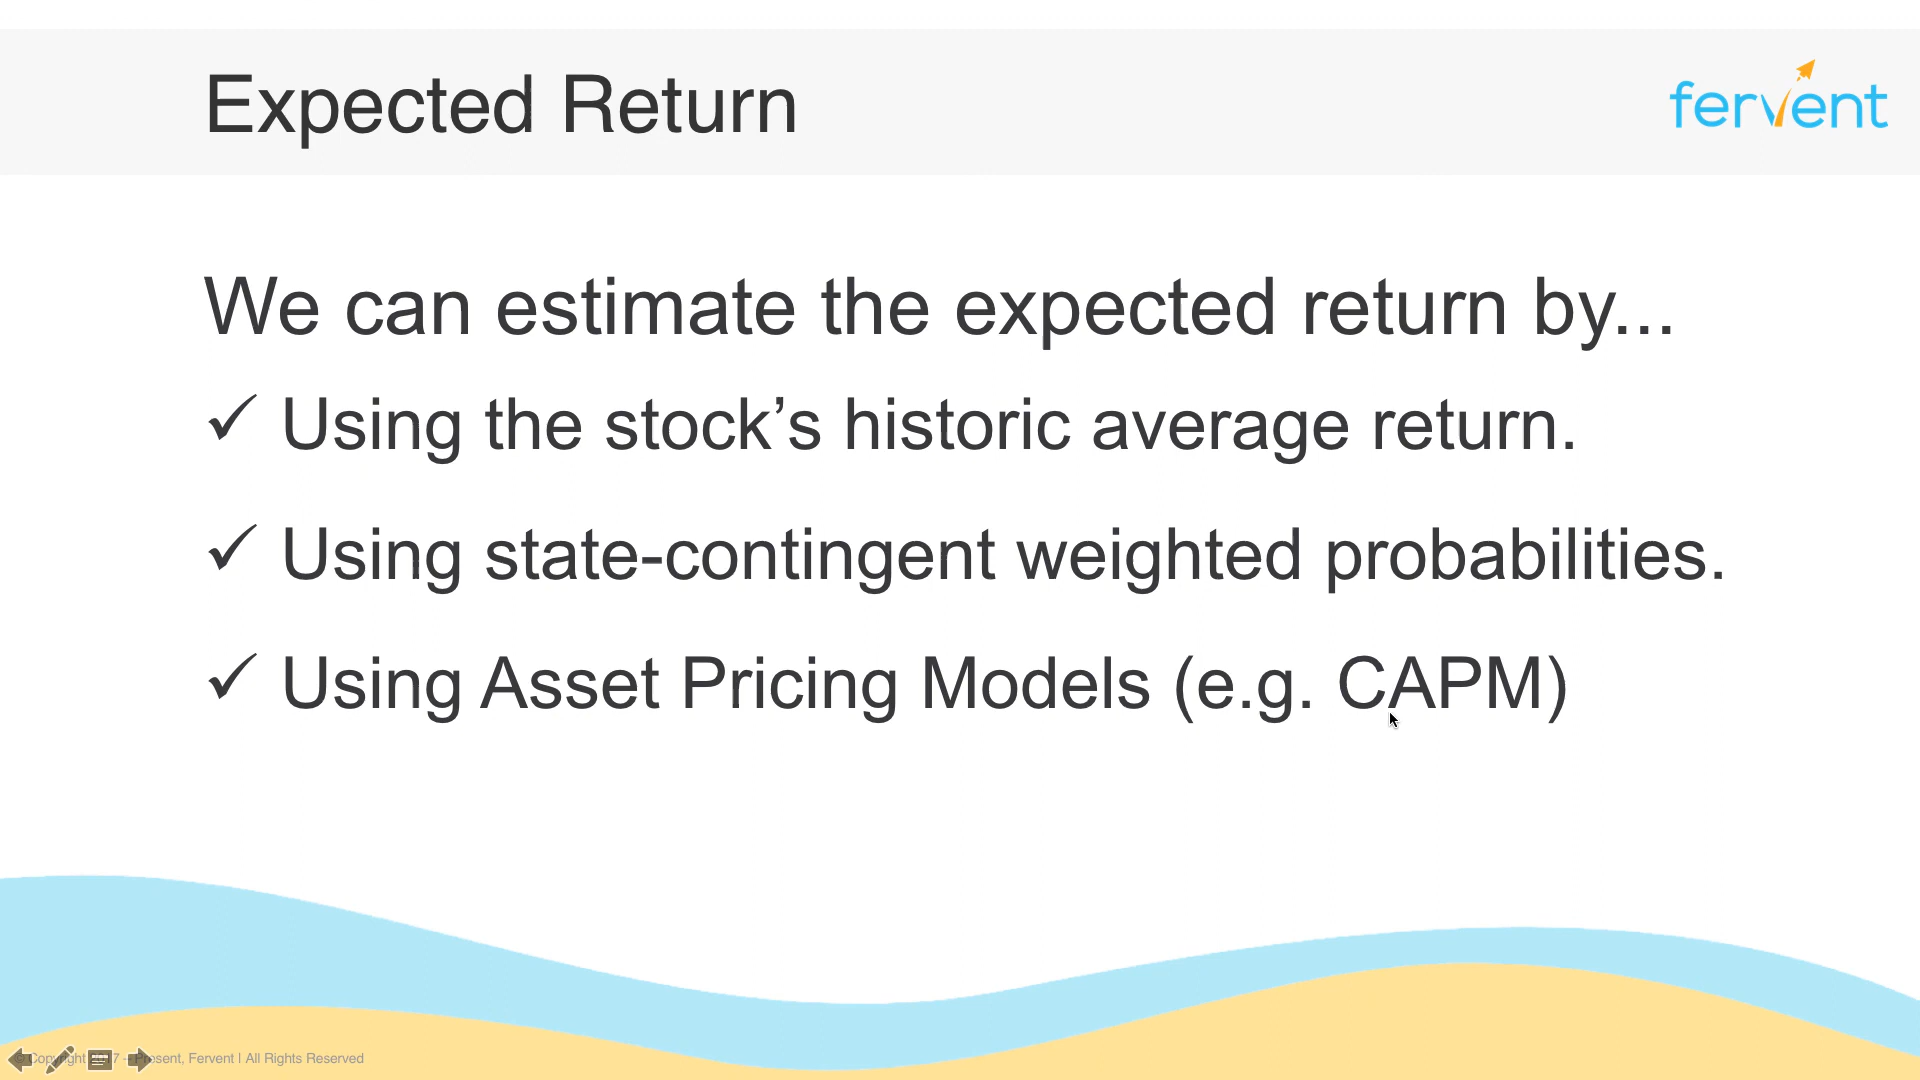 Expected Return
fervent
We can estimate the expected return by...
✓ Using the stock’s historic average return.
✓ Using state-contingent weighted probabilities.
✓ Using Asset Pricing Models (e.g. CAPM)
© Copyright 2017 - Present, Fervent | All Rights Reserved